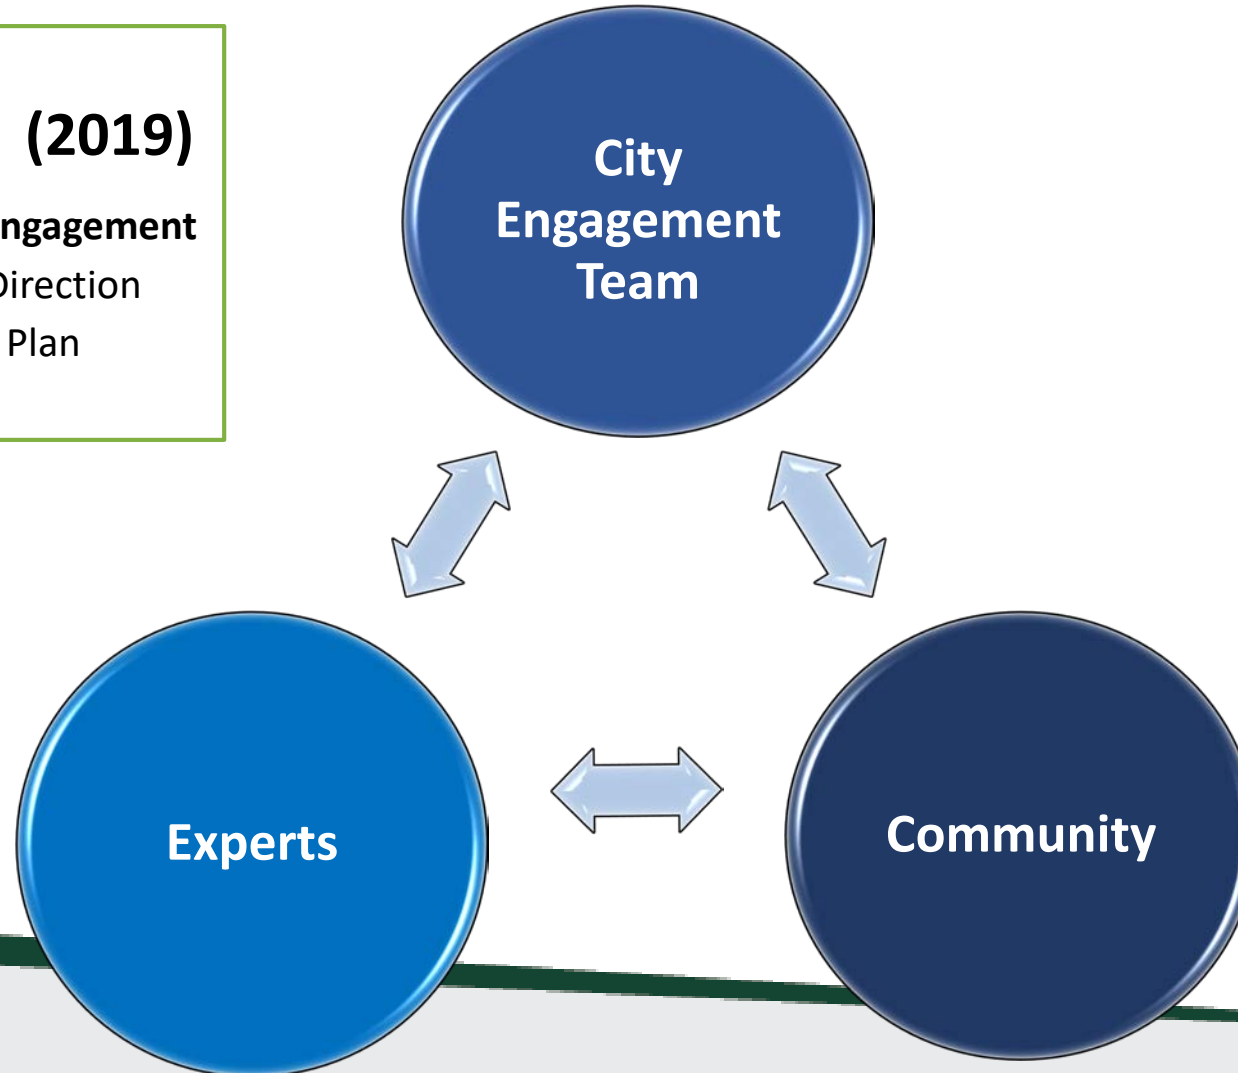 (2019)
ngagement
Direction
Plan
City
Engagement
Team
Experts
Community